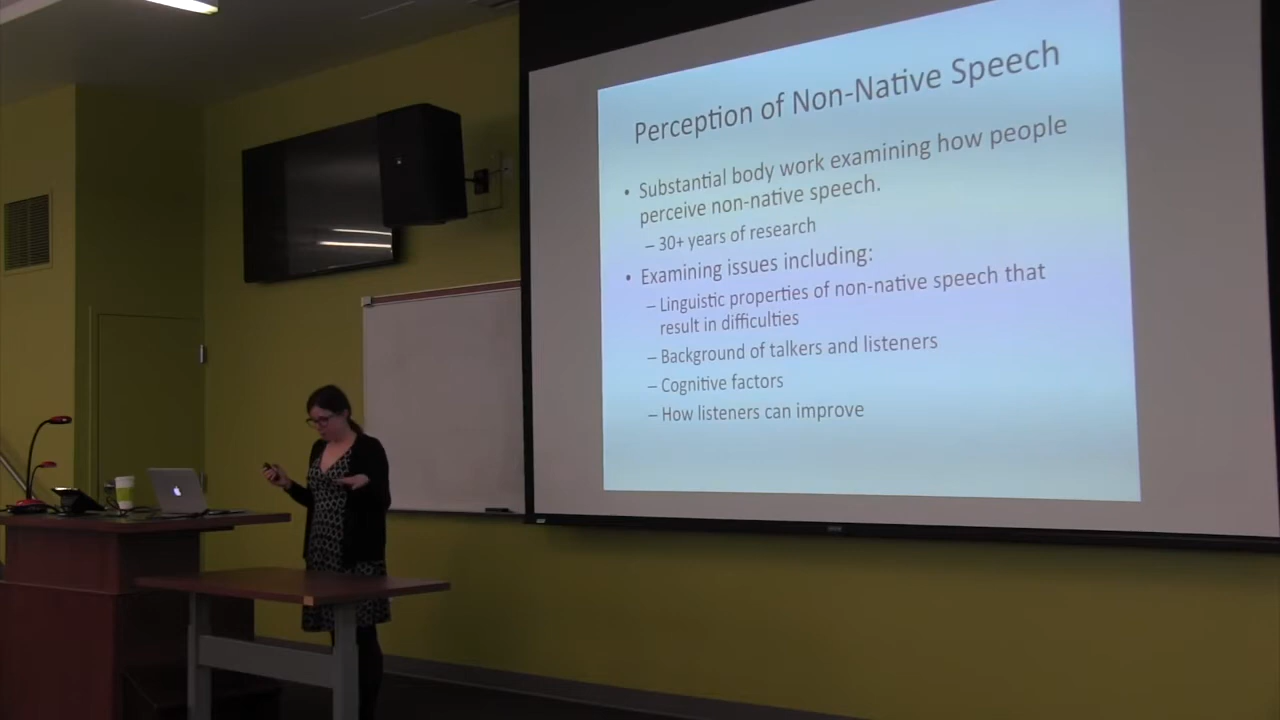 Perception of Non-Native Speech
• Substantial body work examining how people
perceive non-native speech.
– 30+ years of research
• Examining issues including:
– Linguistic properties of non-native speech that
result in difficulties
– Background of talkers and listeners
– Cognitive factors
– How listeners can improve